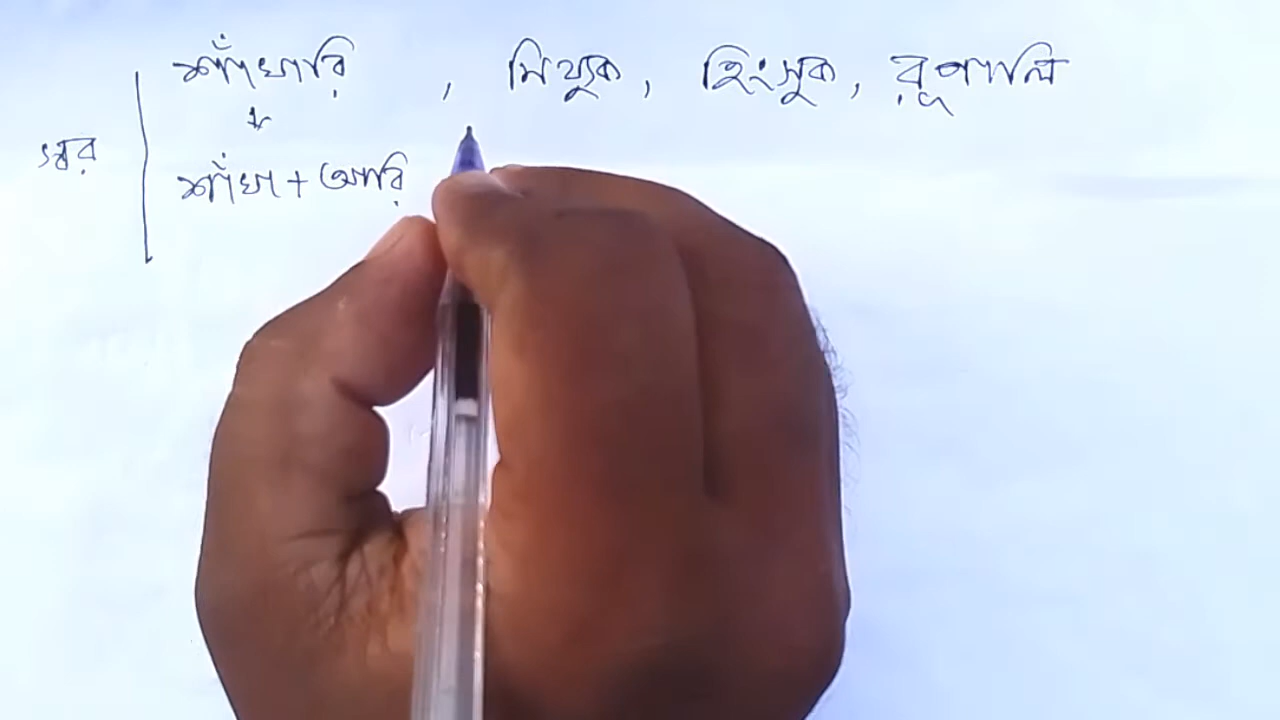 শাঁখারি, মিথ্যুক, হিংসুক, রূপালি
স্বর
শাঁখা + আরি